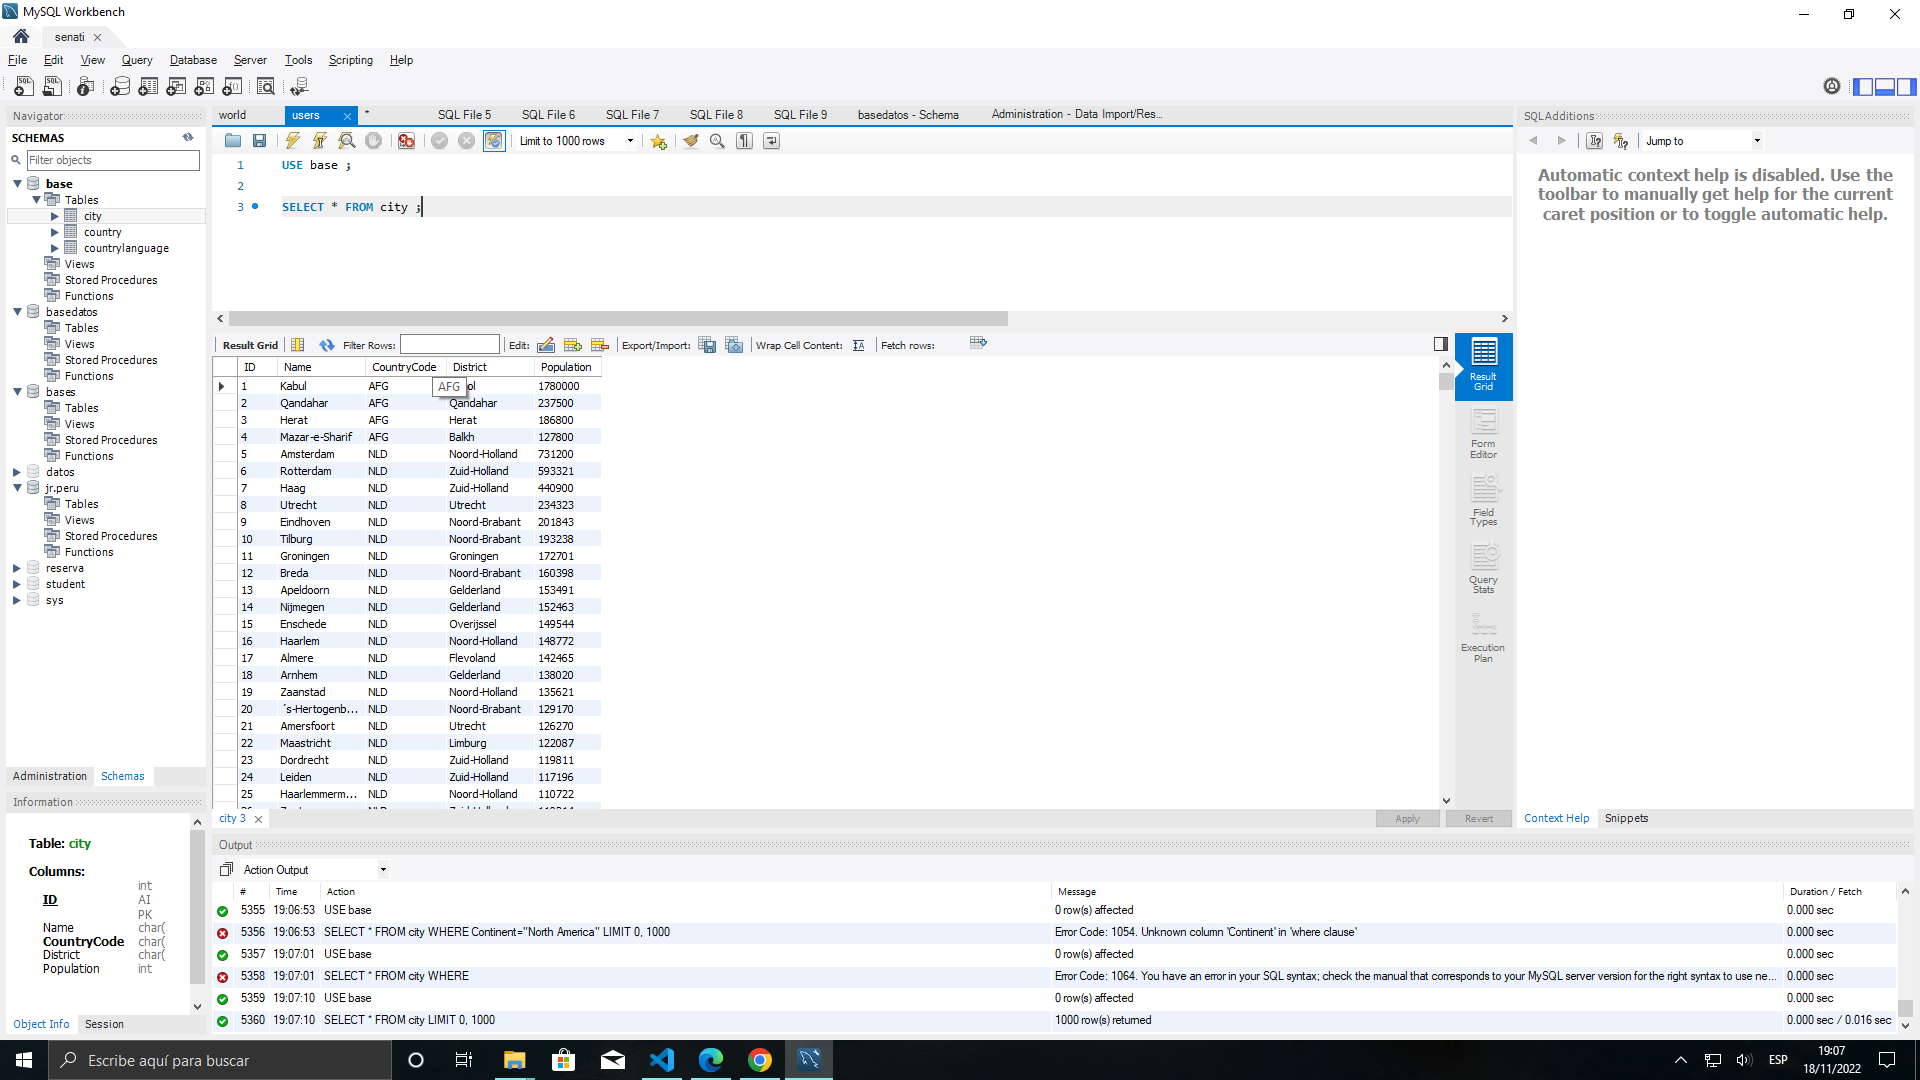 MySQL Workbench
senati
File Edit View Query Database Server Tools Scripting Help
Navigator
SCHEMAS
Filter objects
base
Tables
city
country
countrylanguage
Views
Stored Procedures
Functions
basedatos
Tables
Views
Stored Procedures
Functions
bases
Tables
Views
Stored Procedures
Functions
datos
jr.peru
Tables
Views
Stored Procedures
Functions
reserva
student
sys
Administration Schemas
Information
Table: city
Columns:
ID int AI PK
Name char(
CountryCode char(
District char(
Population int
Object Info Session
world users * SQL File 5 SQL File 6 SQL File 7 SQL File 8 SQL File 9 basedatos - Schema Administration - Data Import/Res...
Limit to 1000 rows
1 USE base ;
2
3 SELECT * FROM city ;
Result Grid Filter Rows: Edit: Export/Import: Wrap Cell Content: Fetch rows:
ID Name CountryCode District Population
1 Kabul AFG ol 1780000
AFG
2 Qandahar AFG Qandahar 237500
3 Herat AFG Herat 186800
4 Mazar-e-Sharif AFG Balkh 127800
5 Amsterdam NLD Noord-Holland 731200
6 Rotterdam NLD Zuid-Holland 593321
7 Haag NLD Zuid-Holland 440900
8 Utrecht NLD Utrecht 234323
9 Eindhoven NLD Noord-Brabant 201843
10 Tilburg NLD Noord-Brabant 193238
11 Groningen NLD Groningen 172701
12 Breda NLD Noord-Brabant 160398
13 Apeldoorn NLD Gelderland 153491
14 Nijmegen NLD Gelderland 152463
15 Enschede NLD Overijssel 149544
16 Haarlem NLD Noord-Holland 148772
17 Almere NLD Flevoland 142465
18 Arnhem NLD Gelderland 138020
19 Zaanstad NLD Noord-Holland 135621
20 ´s-Hertogenb... NLD Noord-Brabant 129170
21 Amersfoort NLD Utrecht 126270
22 Maastricht NLD Limburg 122087
23 Dordrecht NLD Zuid-Holland 119811
24 Leiden NLD Zuid-Holland 117196
25 Haarlemmerm... NLD Noord-Holland 110722
Result Grid
Form Editor
Field Types
Query Stats
Execution Plan
city 3
Apply Revert
SQLAdditions
Jump to
Automatic context help is disabled. Use the
toolbar to manually get help for the current
caret position or to toggle automatic help.
Context Help Snippets
Output
Action Output
# Time Action Message Duration / Fetch
5355 19:06:53 USE base 0 row(s) affected 0.000 sec
5356 19:06:53 SELECT * FROM city WHERE Continent="North America" LIMIT 0, 1000 Error Code: 1054. Unknown column 'Continent' in 'where clause' 0.000 sec
5357 19:07:01 USE base 0 row(s) affected 0.000 sec
5358 19:07:01 SELECT * FROM city WHERE Error Code: 1064. You have an error in your SQL syntax; check the manual that corresponds to your MySQL server version for the right syntax to use ne... 0.000 sec
5359 19:07:10 USE base 0 row(s) affected 0.000 sec
5360 19:07:10 SELECT * FROM city LIMIT 0, 1000 1000 row(s) returned 0.000 sec / 0.016 sec
Escribe aquí para buscar
ESP
19:07
18/11/2022